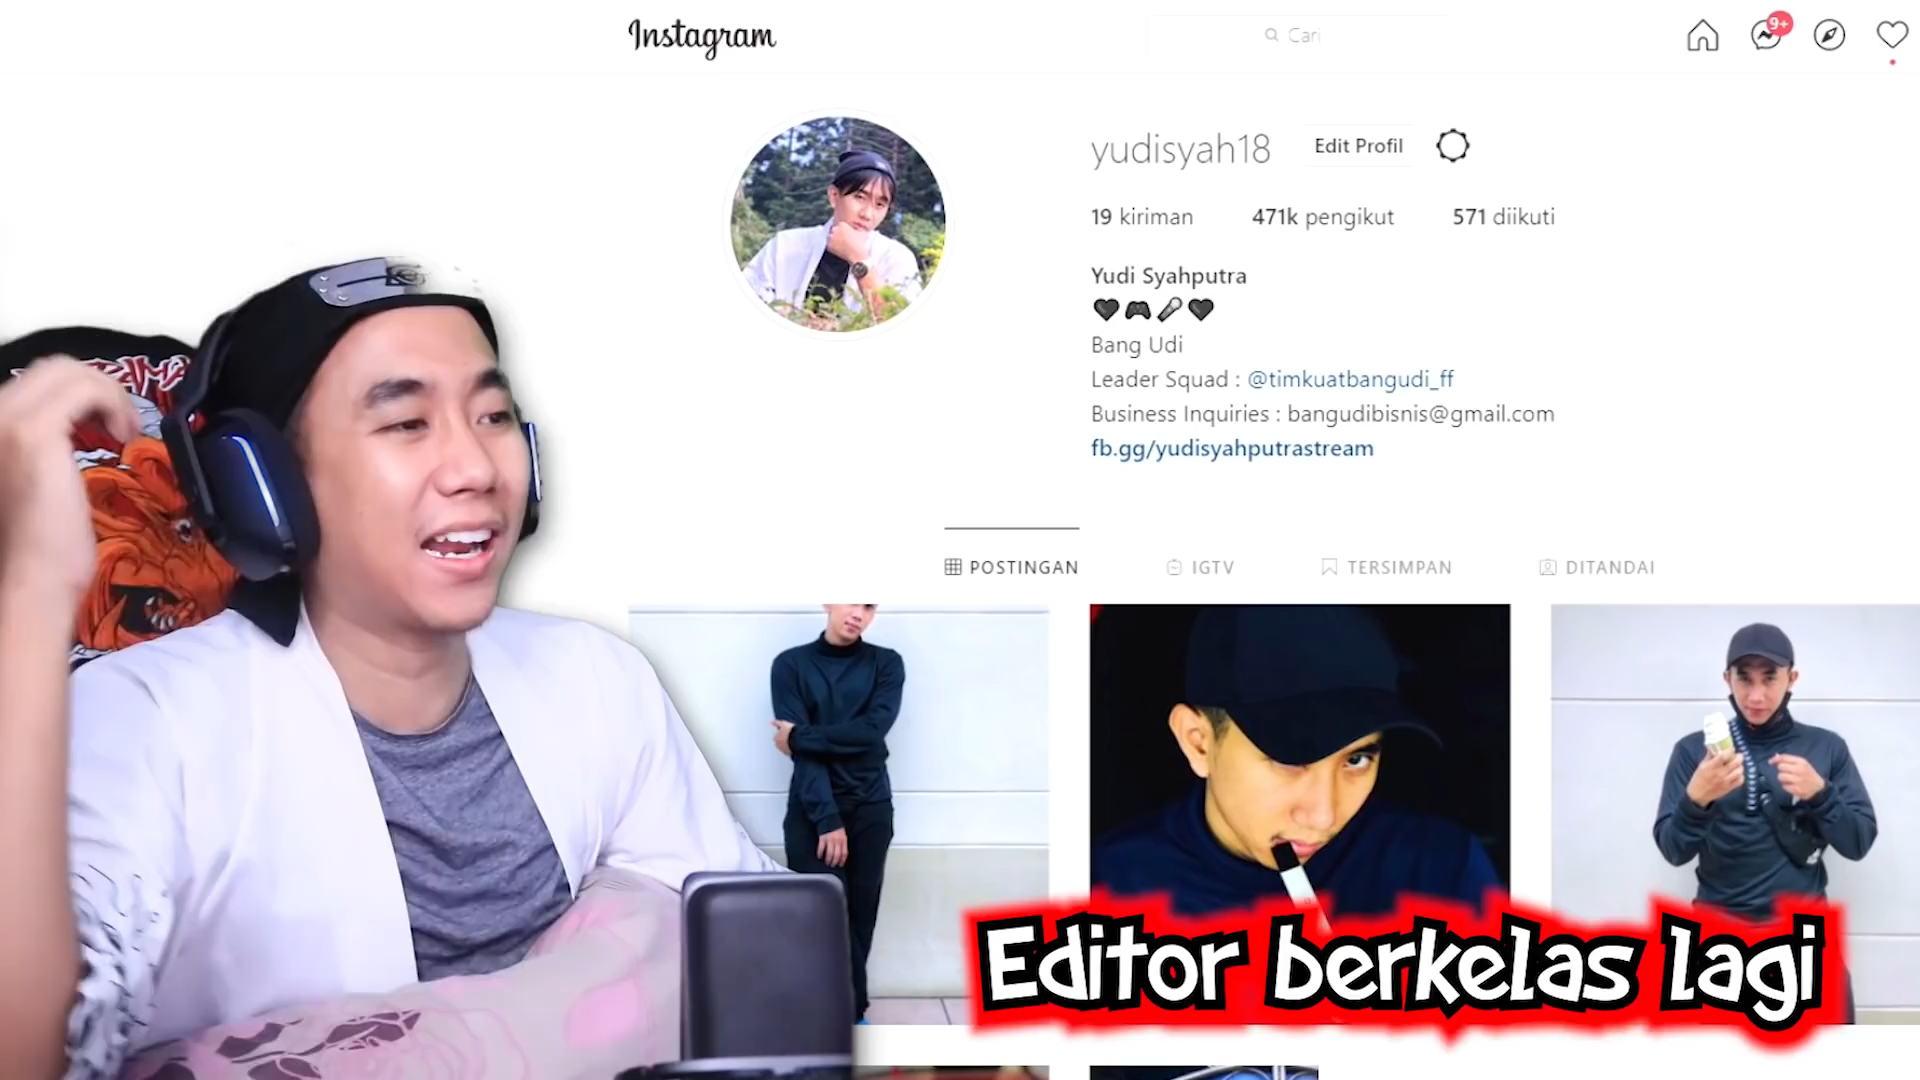 Instagram
Cari
9+
yudisyah18
Edit Profil
19 kiriman 471k pengikut 571 diikuti
Yudi Syahputra
Bang Udi
Leader Squad : @timkuatbangudi_ff
Business Inquiries : bangudibisnis@gmail.com
fb.gg/yudisyahputrastream
POSTINGAN IGTV TERSIMPAN DITANDAI
Editor berkelas lagi